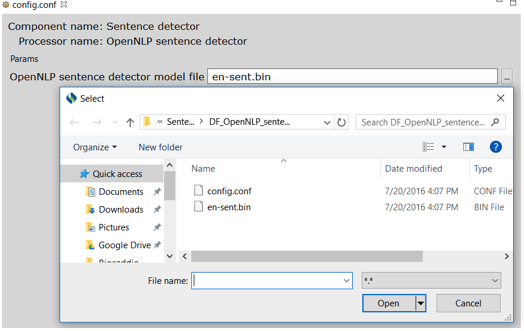 config.conf
Component name: Sentence detector
Processor name: OpenNLP sentence detector
Params
OpenNLP sentence detector model file en-sent.bin ...
Select
« Sente... > DF_OpenNLP_sente... Search DF_OpenNLP_sentence...
Organize New folder ?
Quick access
Documents
Downloads
Pictures
Google Drive
Name Date modified Type
config.conf 7/20/2016 4:07 PM CONF File
en-sent.bin 7/20/2016 4:07 PM BIN File
File name: *.*
Open Cancel